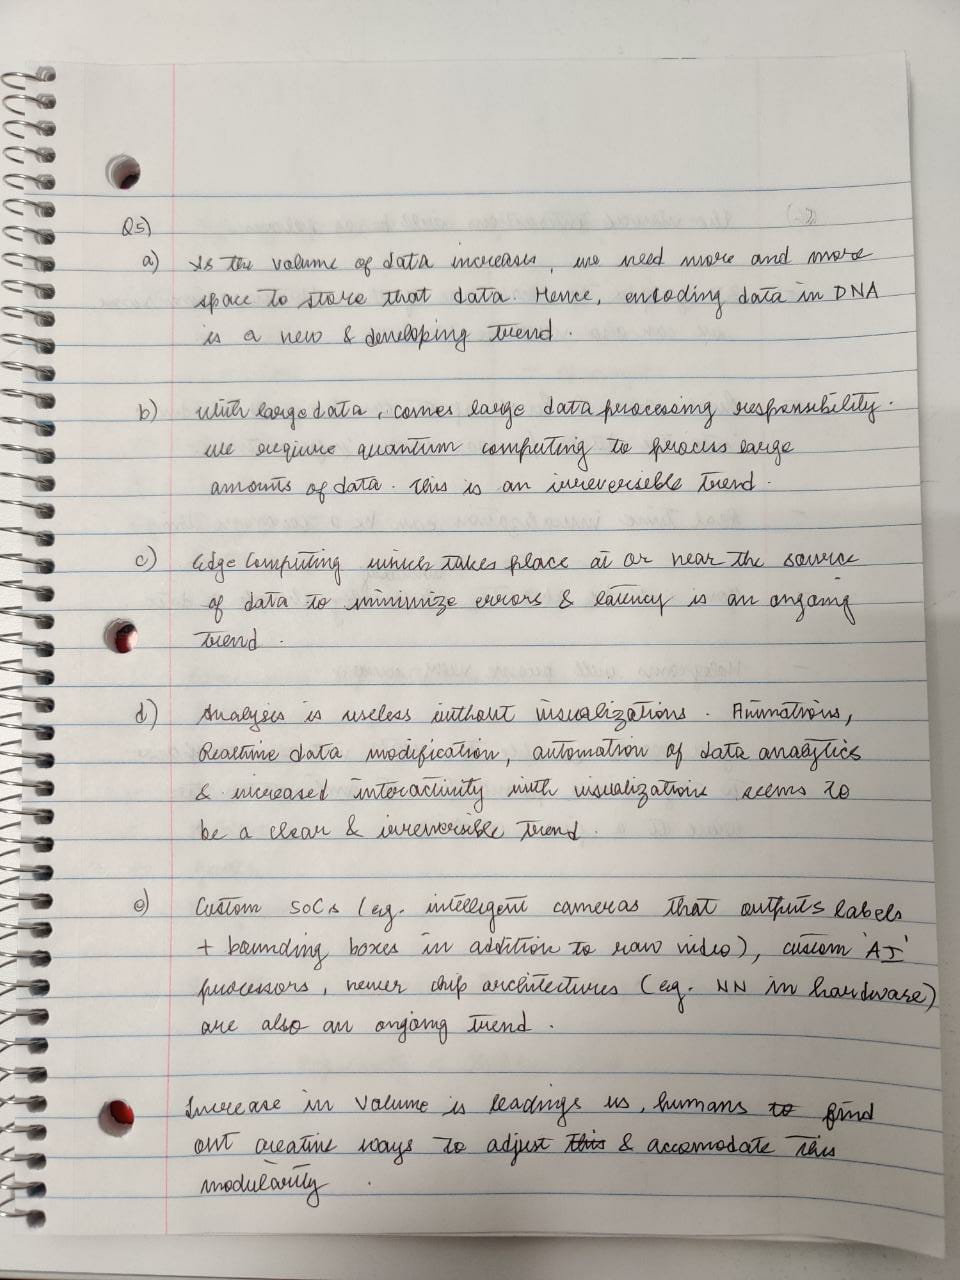 Q5)
a) As the volume of data increases, we need more and more
space to store that data. Hence, encoding data in DNA
is a new & developing trend.
b) With large data, comes large data processing responsibility.
We require quantum computing to process large
amounts of data. This is an irreversible trend.
c) Edge Computing which takes place at or near the source
of data to minimize errors & latency is an ongoing
trend.
d) Analysis is useless without visualizations. Animations,
Realtime data modification, automation of data analytics
& increased interactivity with visualizations seems to
be a clear & irreversible trend.
e) Custom SoCs (eg. intelligent cameras that outputs labels
+ bounding boxes in addition to raw video), custom 'AI'
processors, newer chip architectures (eg. NN in hardware)
are also an ongoing trend.
Increase in volume is leadings us, humans to find
out creative ways to adjust this & accomodate this
modularity.